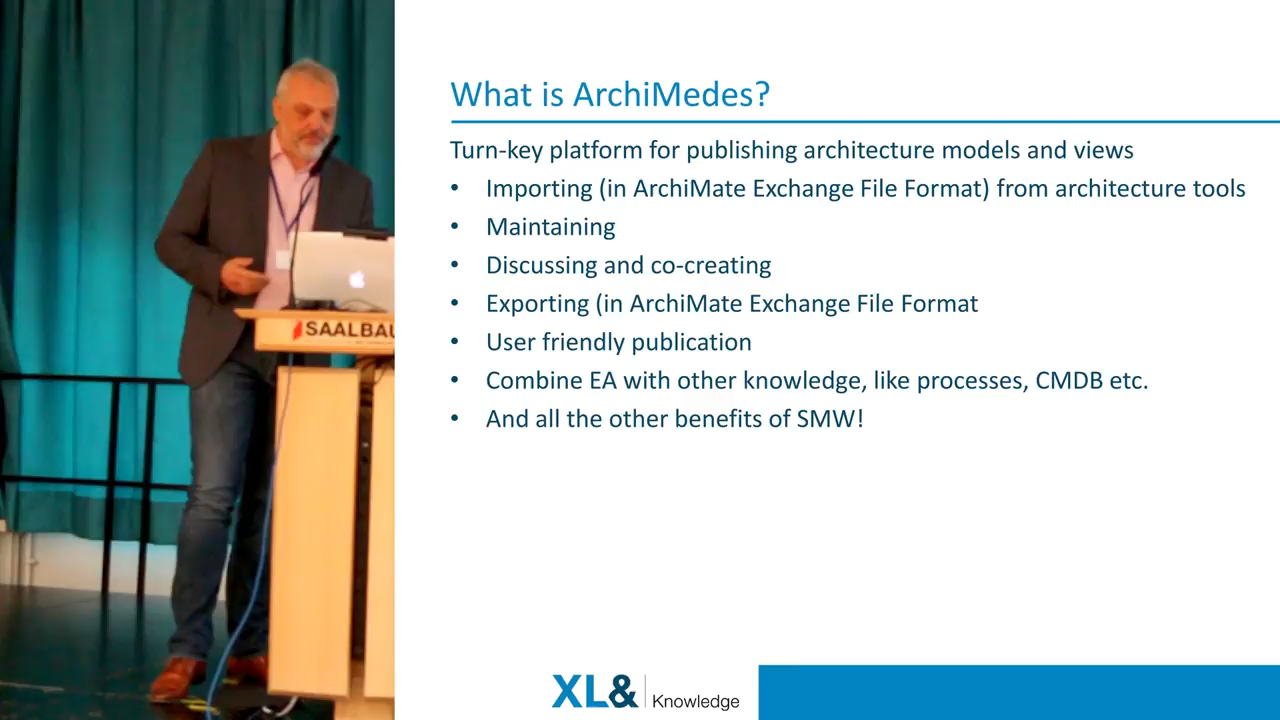 What is ArchiMedes?
Turn-key platform for publishing architecture models and views
• Importing (in ArchiMate Exchange File Format) from architecture tools
• Maintaining
• Discussing and co-creating
• Exporting (in ArchiMate Exchange File Format
• User friendly publication
• Combine EA with other knowledge, like processes, CMDB etc.
• And all the other benefits of SMW!
SAALBAU
XL& Knowledge